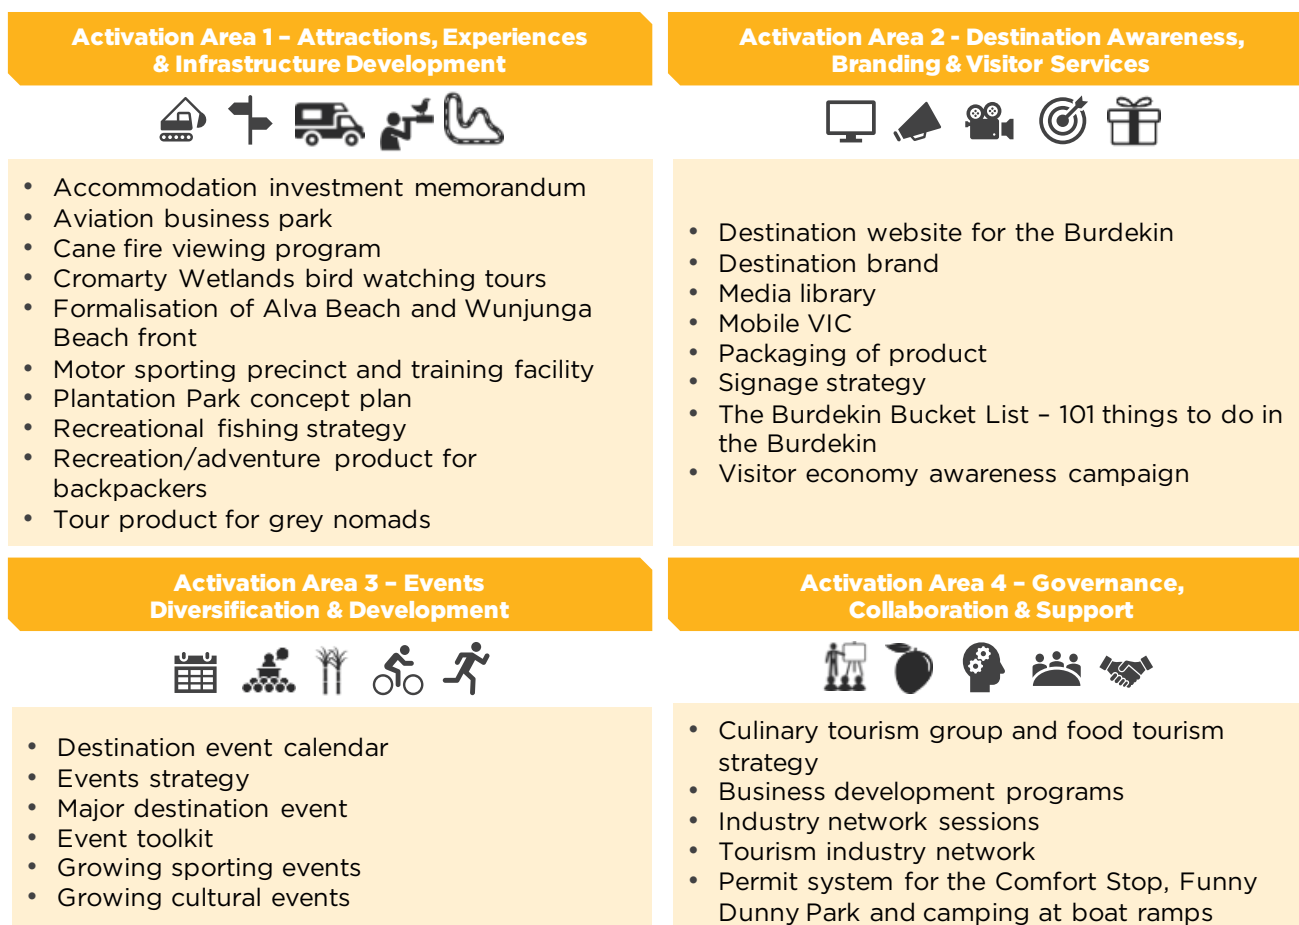 Activation Area 1 – Attractions, Experiences
& Infrastructure Development
• Accommodation investment memorandum
• Aviation business park
• Cane fire viewing program
• Cromarty Wetlands bird watching tours
• Formalisation of Alva Beach and Wunjunga
Beach front
• Motor sporting precinct and training facility
• Plantation Park concept plan
• Recreational fishing strategy
• Recreation/adventure product for
backpackers
• Tour product for grey nomads
Activation Area 2 - Destination Awareness,
Branding & Visitor Services
• Destination website for the Burdekin
• Destination brand
• Media library
• Mobile VIC
• Packaging of product
• Signage strategy
• The Burdekin Bucket List – 101 things to do in
the Burdekin
• Visitor economy awareness campaign
Activation Area 3 – Events
Diversification & Development
• Destination event calendar
• Events strategy
• Major destination event
• Event toolkit
• Growing sporting events
• Growing cultural events
Activation Area 4 – Governance,
Collaboration & Support
• Culinary tourism group and food tourism
strategy
• Business development programs
• Industry network sessions
• Tourism industry network
• Permit system for the Comfort Stop, Funny
Dunny Park and camping at boat ramps